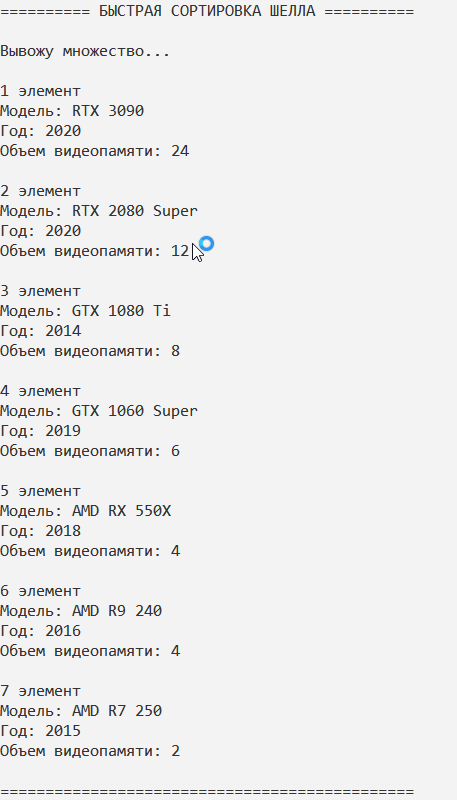 ========== БЫСТРАЯ СОРТИРОВКА ШЕЛЛА ==========
Вывожу множество...
1 элемент
Модель: RTX 3090
Год: 2020
Объем видеопамяти: 24
2 элемент
Модель: RTX 2080 Super
Год: 2020
Объем видеопамяти: 12
3 элемент
Модель: GTX 1080 Ti
Год: 2014
Объем видеопамяти: 8
4 элемент
Модель: GTX 1060 Super
Год: 2019
Объем видеопамяти: 6
5 элемент
Модель: AMD RX 550X
Год: 2018
Объем видеопамяти: 4
6 элемент
Модель: AMD R9 240
Год: 2016
Объем видеопамяти: 4
7 элемент
Модель: AMD R7 250
Год: 2015
Объем видеопамяти: 2
==============================================